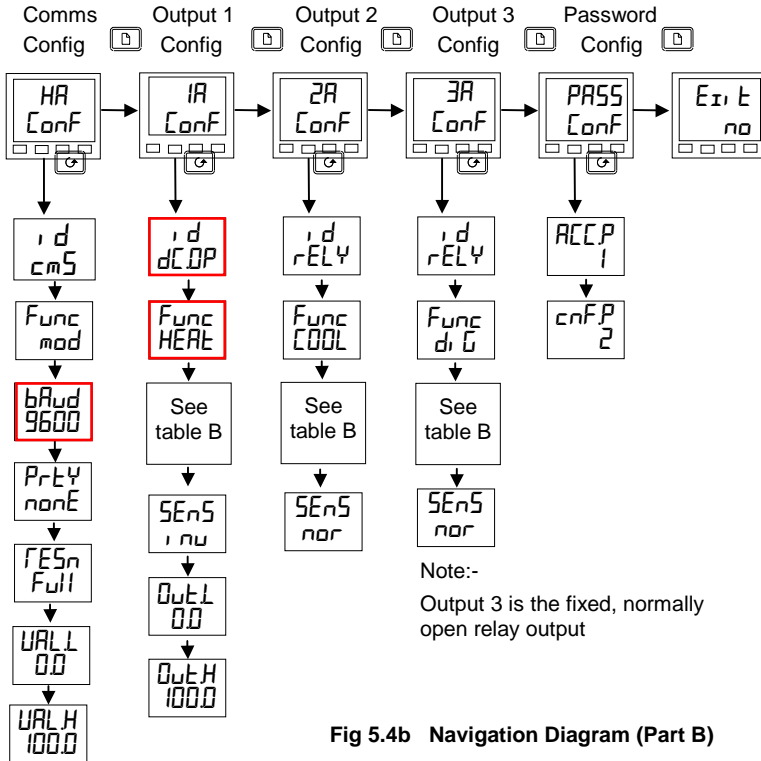 Comms Config
Output 1 Config
Output 2 Config
Output 3 Config
Password Config
HA
ConF
1A
ConF
2A
ConF
3A
ConF
PASS
ConF
Exit
no
id
cmS
Func
mod
bAud
9600
PrtY
nonE
rESn
Full
VAL.L
0.0
VAL.H
100.0
id
dC.OP
Func
HEAt
See
table B
SEnS
inv
Out.L
0.0
Out.H
100.0
id
rELY
Func
COOL
See
table B
SEnS
nor
id
rELY
Func
diG
See
table B
SEnS
nor
Note:-
Output 3 is the fixed, normally
open relay output
ACC.P
1
cnF.P
2
Fig 5.4b Navigation Diagram (Part B)